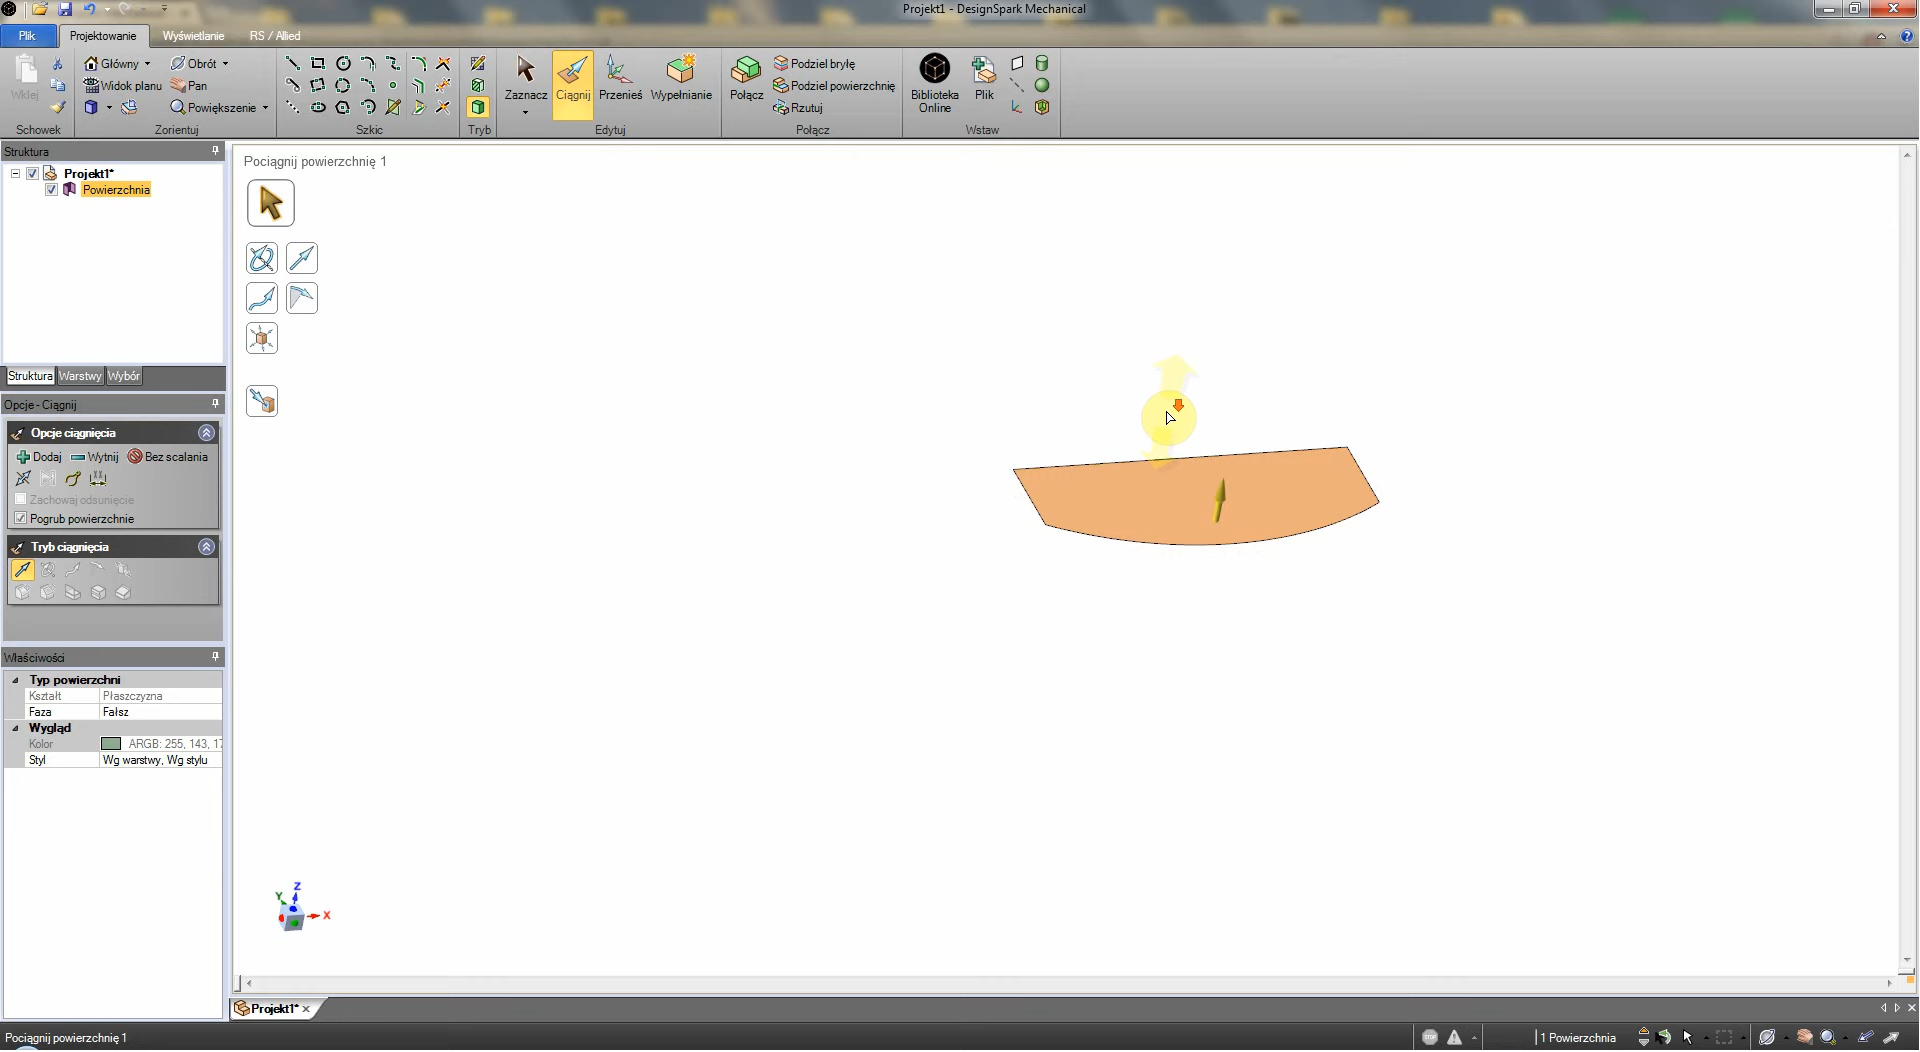 Projekt1 - DesignSpark Mechanical
Plik
Projektowanie
Wyświetlanie
RS / Allied
Wklej
Schowek
Główny
Obrót
Widok planu
Pan
Powiększenie
Zorientuj
Szkic
Tryb
Zaznacz
Ciągnij
Przenieś
Wypełnianie
Edytuj
Połącz
Podziel bryłę
Podziel powierzchnię
Rzutuj
Połącz
Biblioteka
Online
Plik
Wstaw
Struktura
Projekt1*
Powierzchnia
Struktura
Warstwy
Wybór
Opcje - Ciągnij
Opcje ciągnięcia
Dodaj
Wytnij
Bez scalania
Zachowaj odsunięcie
Pogrub powierzchnie
Tryb ciągnięcia
Właściwości
Typ powierzchni
Kształt Płaszczyzna
Faza Fałsz
Wygląd
Kolor ARGB: 255, 143, 17
Styl Wg warstwy, Wg stylu
Pociągnij powierzchnię 1
Z
Y
X
Projekt1*
Pociągnij powierzchnię 1
STOP
1 Powierzchnia